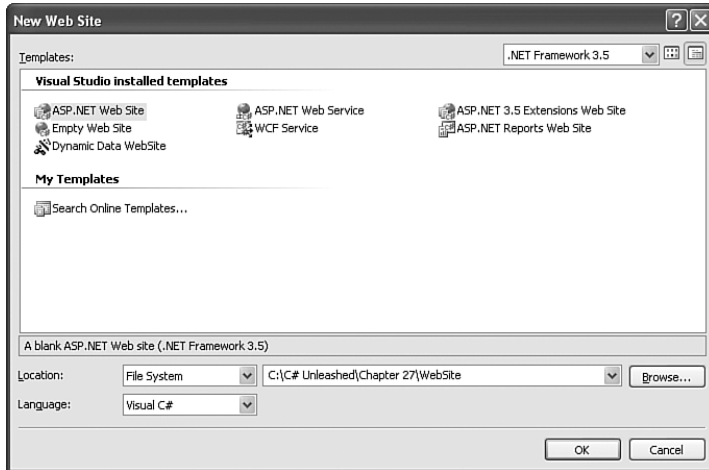 New Web Site
Templates:
.NET Framework 3.5
Visual Studio installed templates
ASP.NET Web Site
ASP.NET Web Service
ASP.NET 3.5 Extensions Web Site
Empty Web Site
WCF Service
ASP.NET Reports Web Site
Dynamic Data WebSite
My Templates
Search Online Templates...
A blank ASP.NET Web site (.NET Framework 3.5)
Location:
File System
C:\C# Unleashed\Chapter 27\WebSite
Browse...
Language:
Visual C#
OK
Cancel